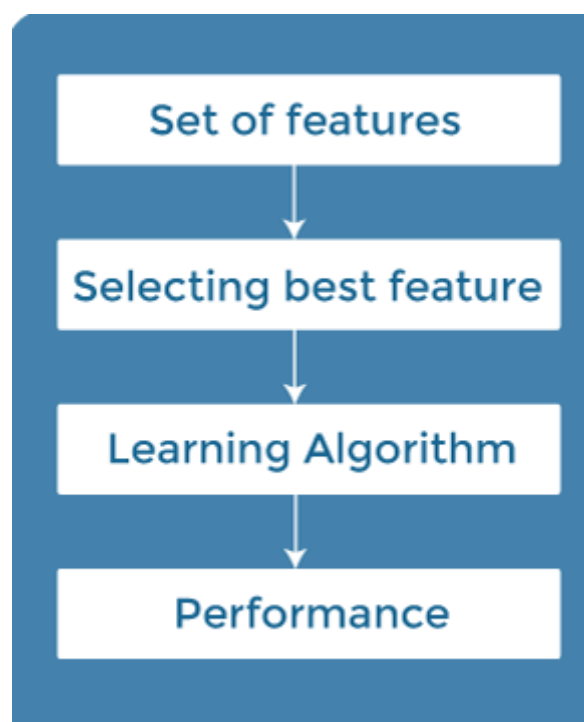 Set of features
Selecting best feature
Learning Algorithm
Performance